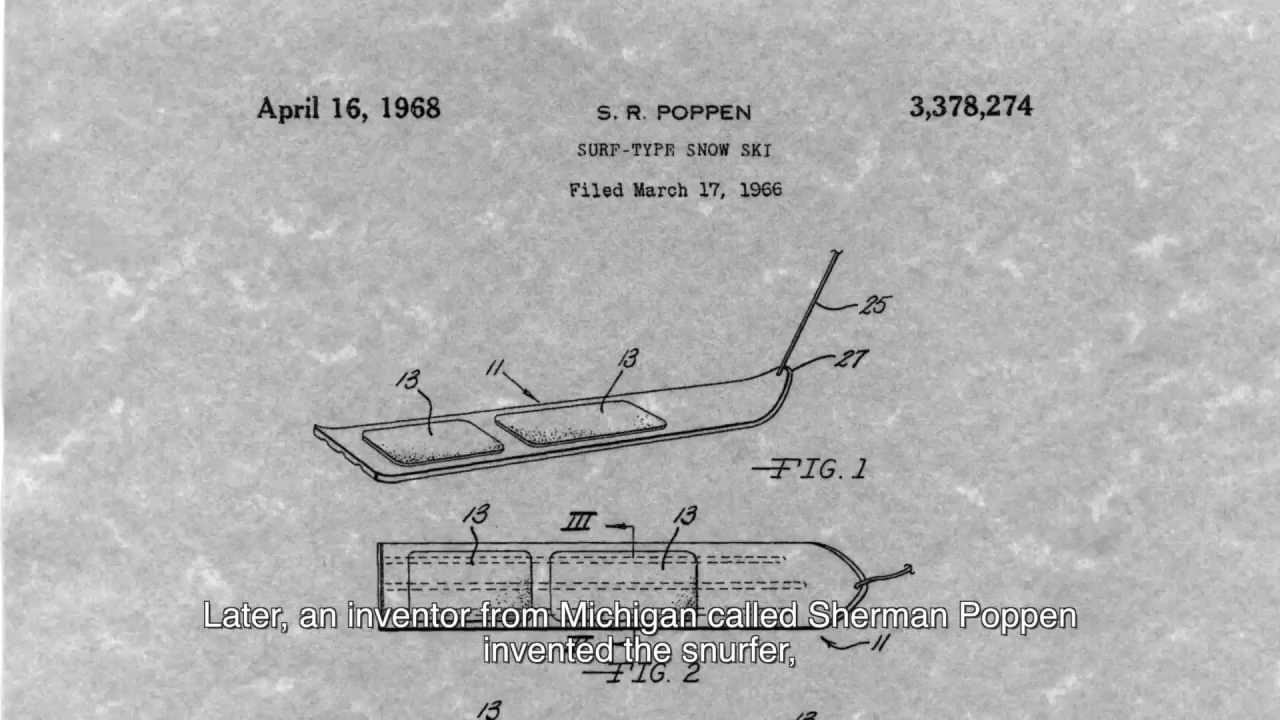 April 16, 1968
S. R. POPPEN
3,378,274
SURF-TYPE SNOW SKI
Filed March 17, 1966
25
27
13
11
13
FIG. 1
13
III
13
Later, an inventor from Michigan called Sherman Poppen
invented the snurfer,
11
FIG. 2
13
13